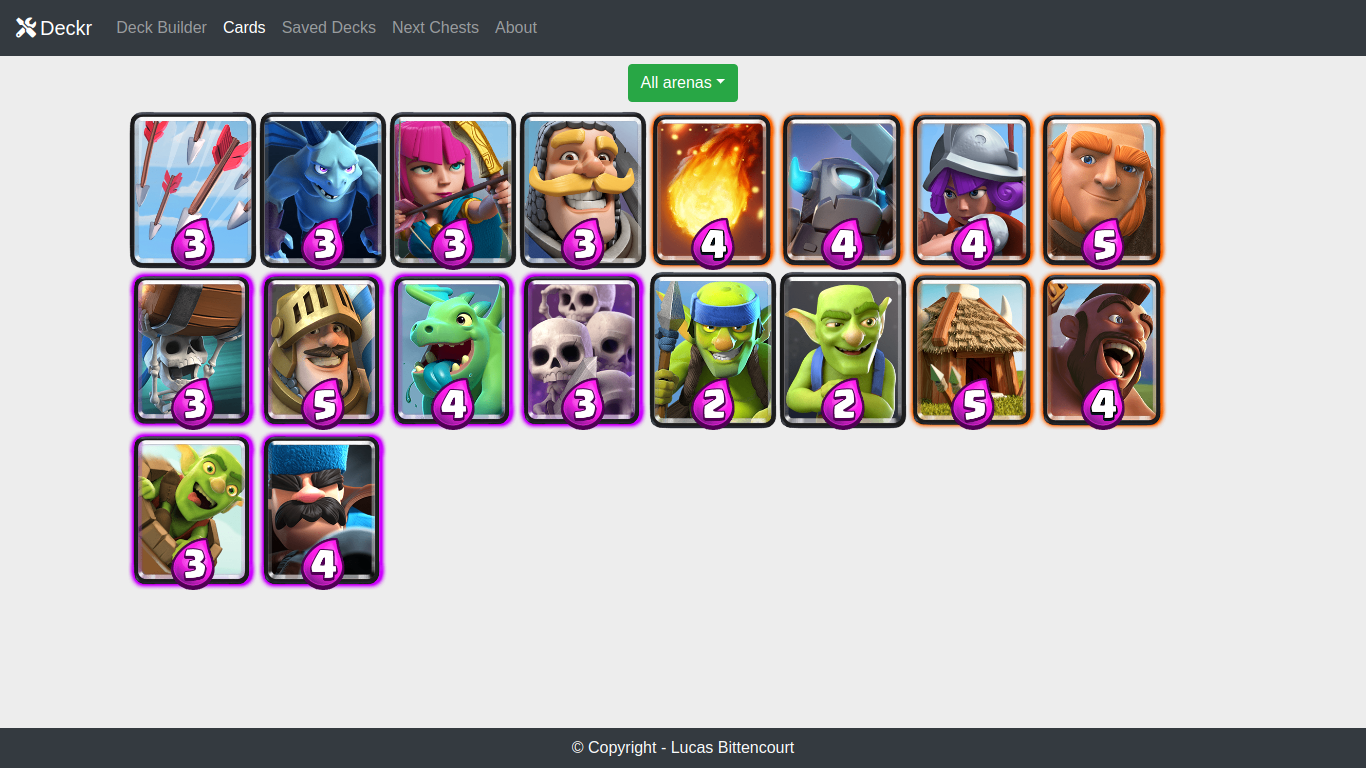 Deckr Deck Builder Cards Saved Decks Next Chests About
All arenas
3 3 3 3 4 4 4 5
3 5 4 3 2 2 5 4
3 4
© Copyright - Lucas Bittencourt